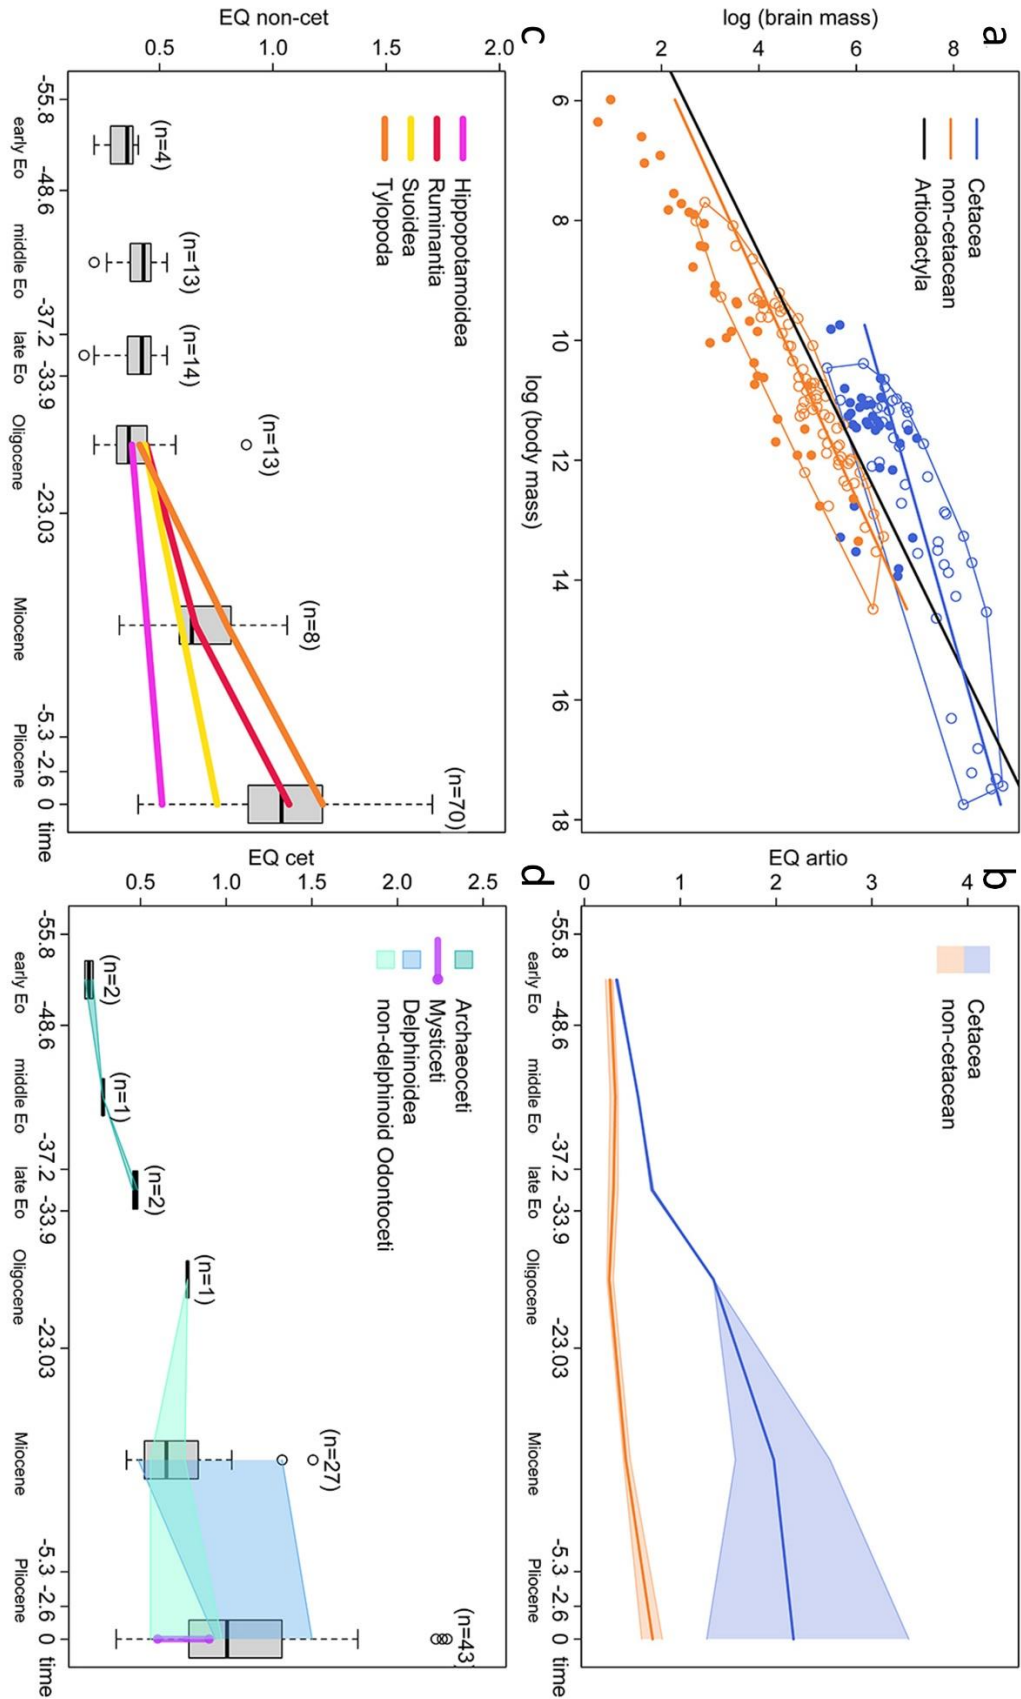 a
log (brain mass)
2
4
6
8
Cetacea
non-cetacean
Artiodactyla
6
8
10
12
14
16
18
log (body mass)
b
EQ artio
0
1
2
3
4
Cetacea
non-cetacean
-55.8
early Eo
-48.6
middle Eo
-37.2
late Eo
-33.9
Oligocene
-23.03
Miocene
-5.3
Pliocene
-2.6
0
time
c
EQ non-cet
0.5
1.0
1.5
2.0
Hippopotamoidea
Ruminantia
Suoidea
Tylopoda
(n=4)
(n=13)
(n=14)
(n=13)
(n=8)
(n=70)
-55.8
early Eo
-48.6
middle Eo
-37.2
late Eo
-33.9
Oligocene
-23.03
Miocene
-5.3
Pliocene
-2.6
0
time
d
EQ cet
0.5
1.0
1.5
2.0
2.5
Archaeoceti
Mysticeti
Delphinoidea
non-delphinoid Odontoceti
(n=2)
(n=1)
(n=2)
(n=1)
(n=27)
(n=43)
-55.8
early Eo
-48.6
middle Eo
-37.2
late Eo
-33.9
Oligocene
-23.03
Miocene
-5.3
Pliocene
-2.6
0
time